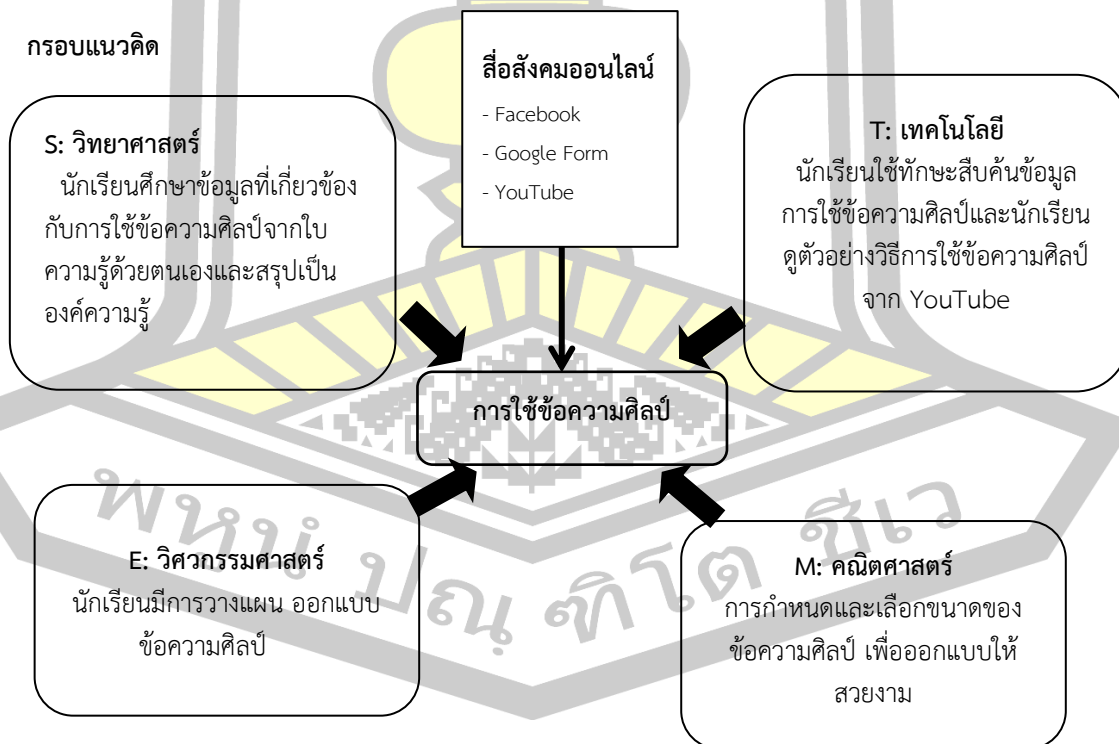 กรอบแนวคิด
สื่อสังคมออนไลน์
- Facebook
- Google Form
- YouTube
S: วิทยาศาสตร์
นักเรียนศึกษาข้อมูลที่เกี่ยวข้อง
กับการใช้ข้อความศิลป์จากใบ
ความรู้ด้วยตนเองและสรุปเป็น
องค์ความรู้
T: เทคโนโลยี
นักเรียนใช้ทักษะสืบค้นข้อมูล
การใช้ข้อความศิลป์และนักเรียน
ดูตัวอย่างวิธีการใช้ข้อความศิลป์
จาก YouTube
การใช้ข้อความศิลป์
E: วิศวกรรมศาสตร์
นักเรียนมีการวางแผน ออกแบบ
ข้อความศิลป์
M: คณิตศาสตร์
การกำหนดและเลือกขนาดของ
ข้อความศิลป์ เพื่อออกแบบให้
สวยงาม
พหุนํ ปณฺฑิโต ชีเว